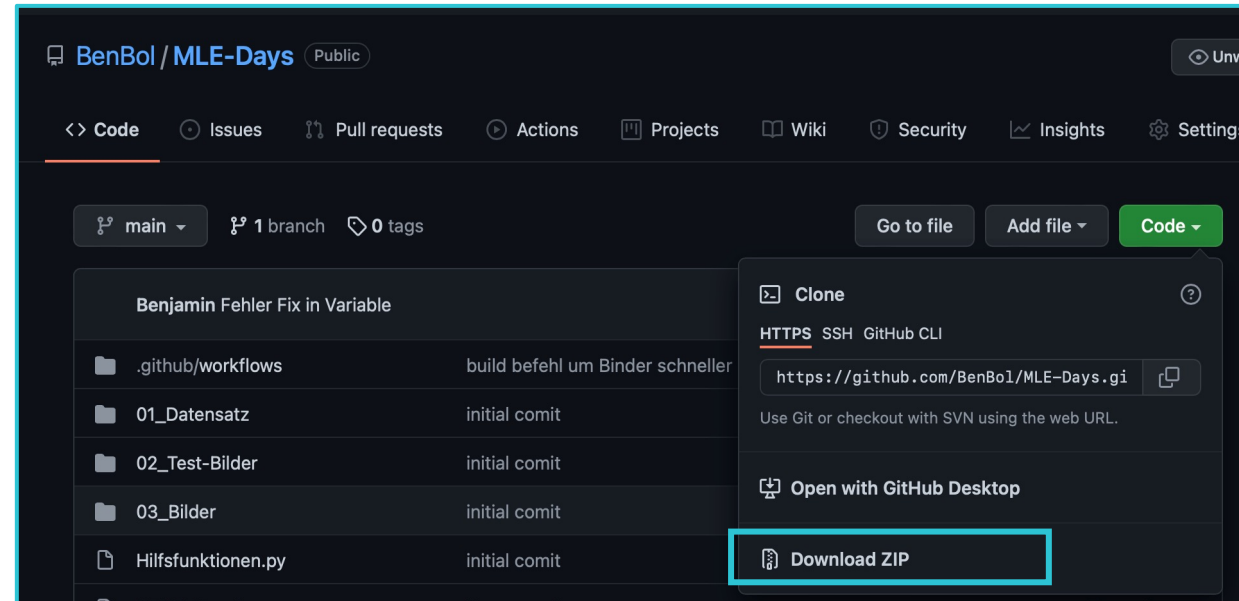 BenBol / MLE-Days Public
Unw
Code Issues Pull requests Actions Projects Wiki Security Insights Settings
main 1 branch 0 tags Go to file Add file Code
Benjamin Fehler Fix in Variable
.github/workflows build befehl um Binder schneller
01_Datensatz initial comit
02_Test-Bilder initial comit
03_Bilder initial comit
Hilfsfunktionen.py initial comit
Clone
HTTPS SSH GitHub CLI
https://github.com/BenBol/MLE-Days.gi
Use Git or checkout with SVN using the web URL.
Open with GitHub Desktop
Download ZIP